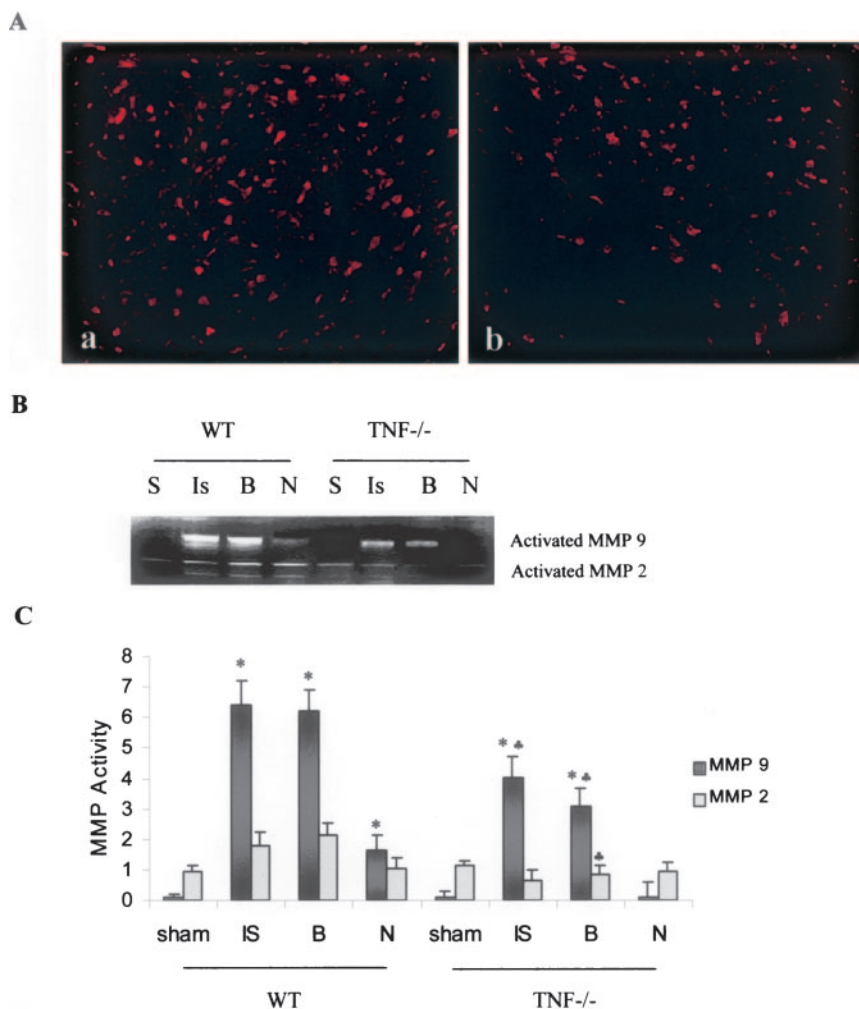 A
a b
B
WT TNF-/-
S Is B N S Is B N
Activated MMP 9
Activated MMP 2
C
8
7
6
5
4
3
2
1
0
MMP Activity
* * * * ♣ * ♣ ♣
MMP 9
MMP 2
sham IS B N sham IS B N
WT TNF-/-